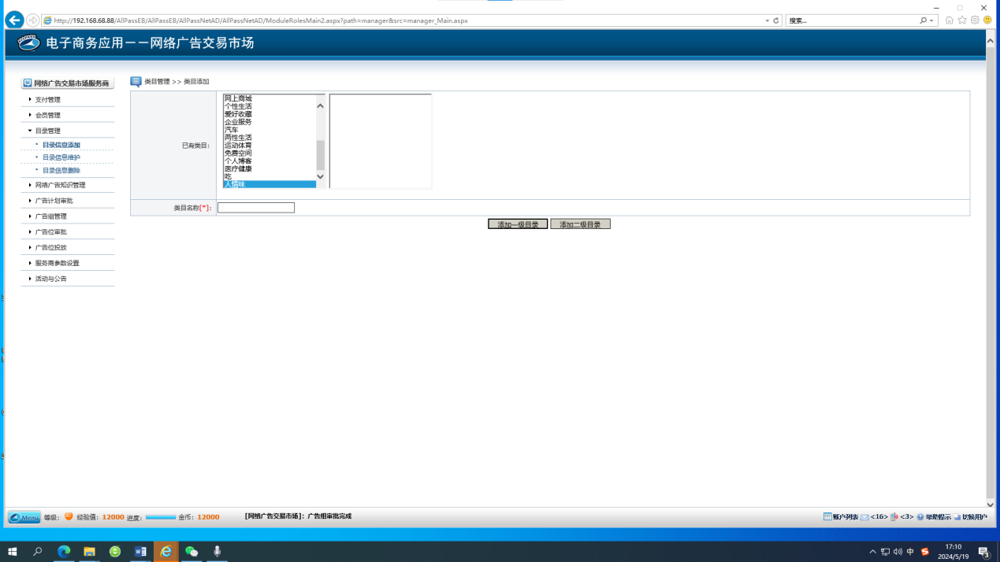 http://192.168.68.88/AllPassEB/AllPassEB/AllPassNetAD/AllPassNetAD/ModuleRolesMain2.aspx?path=manager&src=manager_Main.aspx
搜索...
电子商务应用－－网络广告交易市场
网络广告交易市场服务商
支付管理
会员管理
目录管理
目录信息添加
目录信息维护
目录信息删除
网络广告知识管理
广告计划审批
广告组管理
广告位审批
广告位投放
服务商参数设置
活动与公告
类目管理 >> 类目添加
已有类目:
网上商城
个性生活
爱好收藏
企业服务
汽车
两性生活
运动体育
免费空间
个人博客
医疗健康
吃
人情味
类目名称[*]:
添加一级目录 添加二级目录
Menu 等级: 经验值: 12000 进度: 金币: 12000 [网络广告交易市场]: 广告组审批完成
账户列表 <16> <3> 帮助提示 切换用户
中
17:10
2024/5/19
3